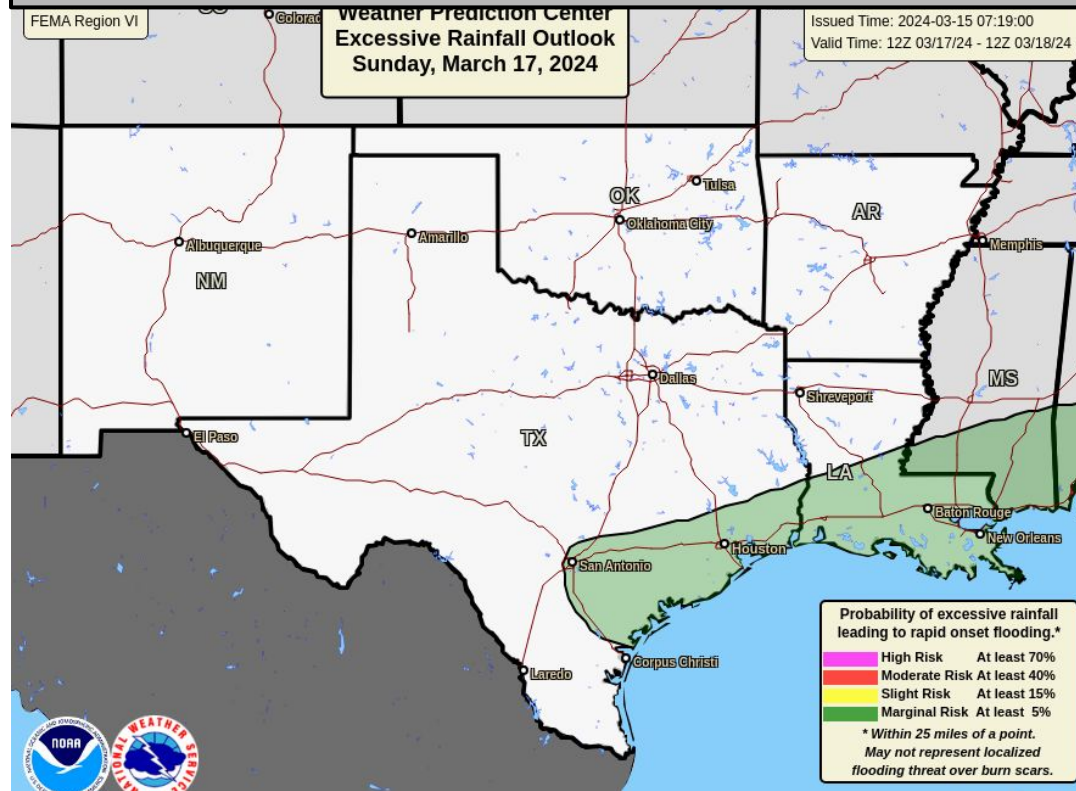 CO
Colorad
FEMA Region VI
Weather Prediction Center
Excessive Rainfall Outlook
Sunday, March 17, 2024
Issued Time: 2024-03-15 07:19:00
Valid Time: 12Z 03/17/24 - 12Z 03/18/24
Tulsa
OK
AR
Oklahoma City
Amarillo
Albuquerque
Memphis
NM
Dallas
MS
Shreveport
El Paso
TX
LA
Baton Rouge
New Orleans
Houston
San Antonio
Corpus Christi
Laredo
Probability of excessive rainfall
leading to rapid onset flooding.*
High Risk At least 70%
Moderate Risk At least 40%
Slight Risk At least 15%
Marginal Risk At least 5%
* Within 25 miles of a point.
May not represent localized
flooding threat over burn scars.
NOAA
NATIONAL WEATHER SERVICE